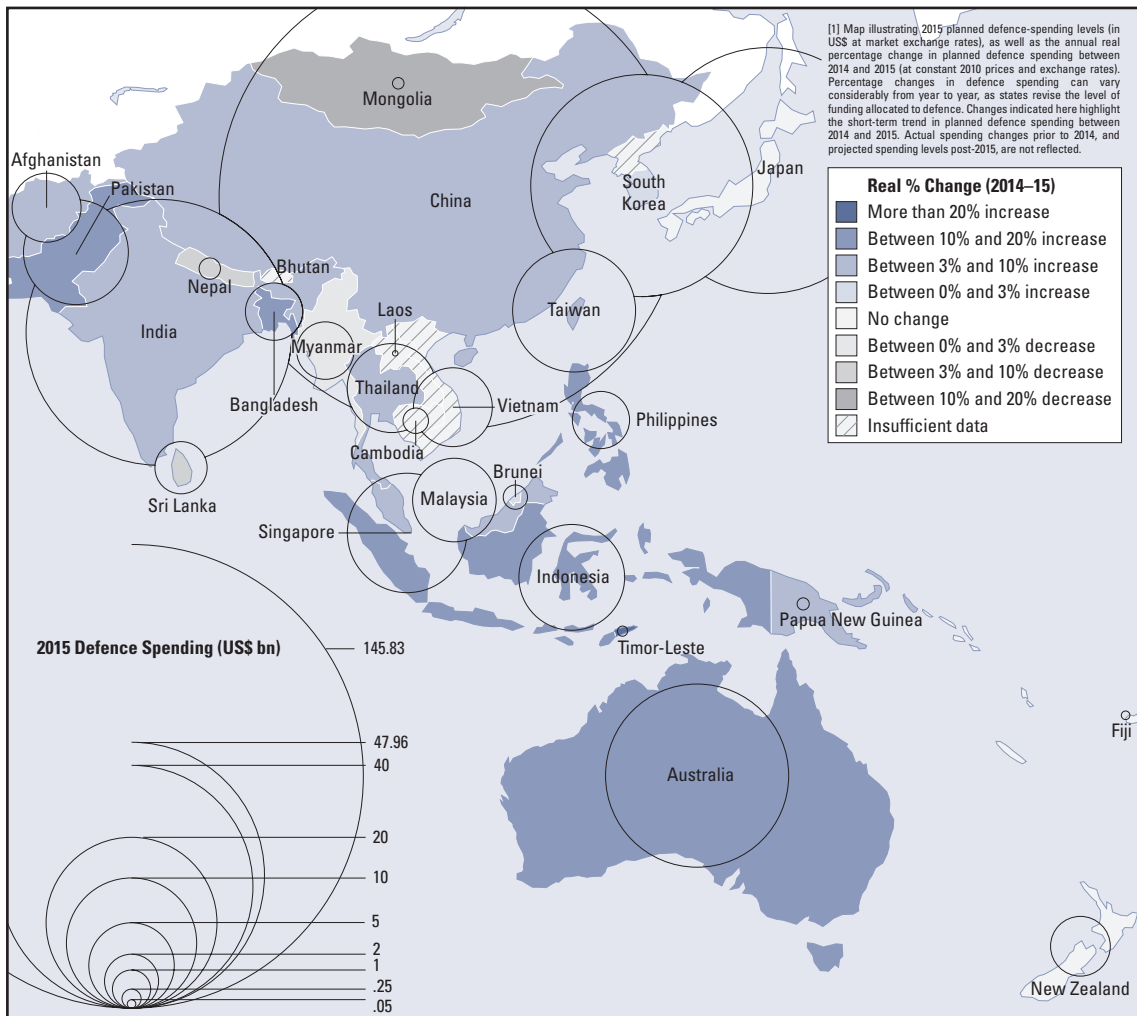 [1] Map illustrating 2015 planned defence-spending levels (in
US$ at market exchange rates), as well as the annual real
percentage change in planned defence spending between
2014 and 2015 (at constant 2010 prices and exchange rates).
Percentage changes in defence spending can vary
considerably from year to year, as states revise the level of
funding allocated to defence. Changes indicated here highlight
the short-term trend in planned defence spending between
2014 and 2015. Actual spending changes prior to 2014, and
projected spending levels post-2015, are not reflected.
Real % Change (2014–15)
More than 20% increase
Between 10% and 20% increase
Between 3% and 10% increase
Between 0% and 3% increase
No change
Between 0% and 3% decrease
Between 3% and 10% decrease
Between 10% and 20% decrease
Insufficient data
Mongolia
Afghanistan
Pakistan
China
South
Korea
Japan
Nepal
Bhutan
India
Laos
Taiwan
Myanmar
Thailand
Bangladesh
Vietnam
Philippines
Cambodia
Brunei
Sri Lanka
Malaysia
Singapore
Indonesia
Papua New Guinea
Timor-Leste
Australia
Fiji
New Zealand
2015 Defence Spending (US$ bn)
145.83
47.96
40
20
10
5
2
1
.25
.05